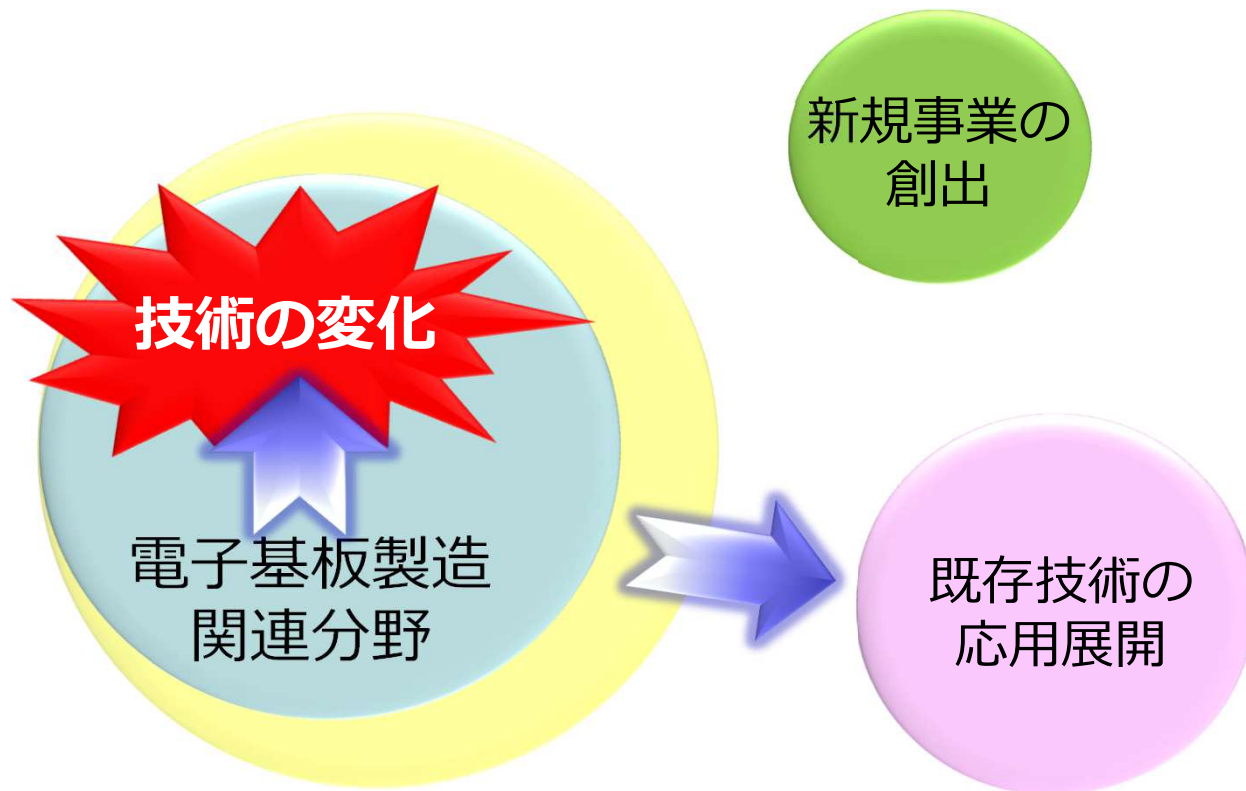 新規事業の
創出
技術の変化
電子基板製造
関連分野
既存技術の
応用展開